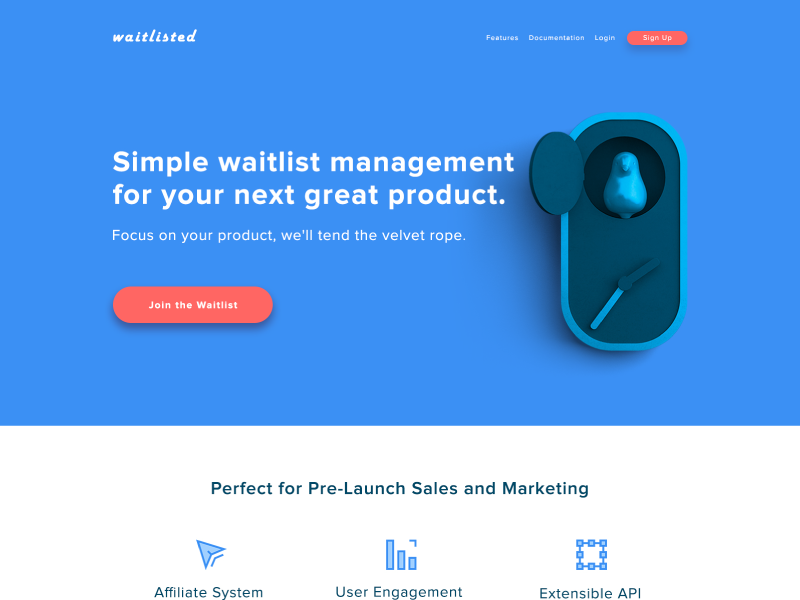 waitlisted
Features Documentation Login Sign Up
Simple waitlist management
for your next great product.
Focus on your product, we'll tend the velvet rope.
Join the Waitlist
Perfect for Pre-Launch Sales and Marketing
Affiliate System User Engagement Extensible API